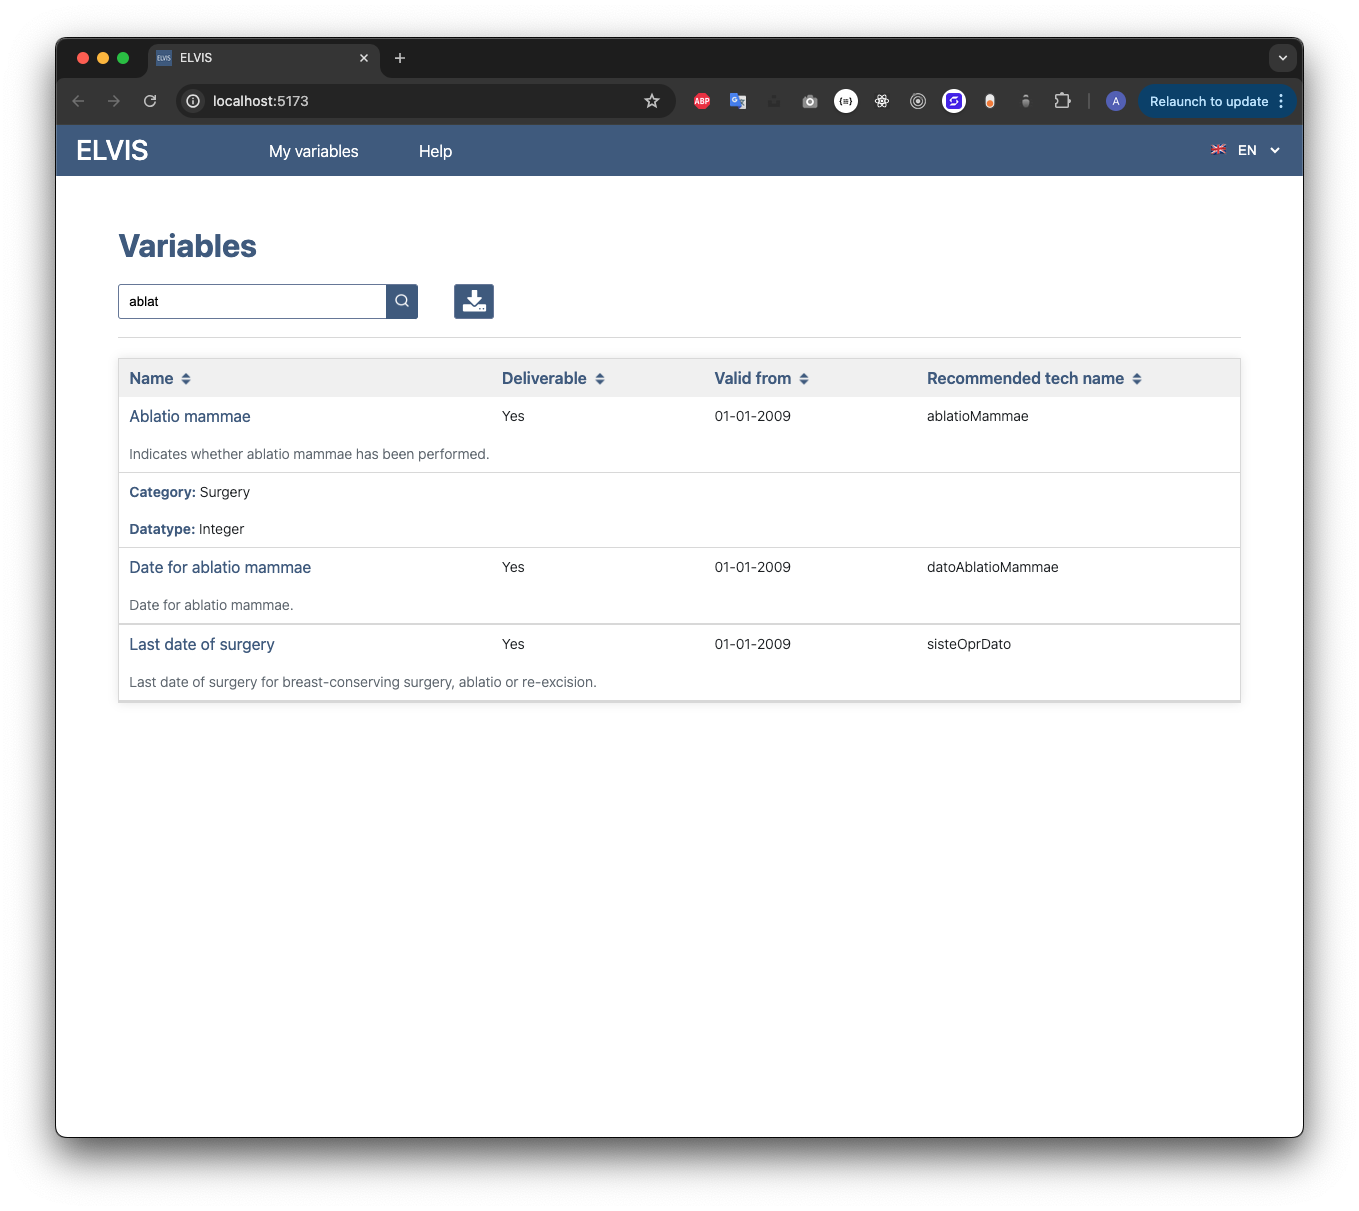 ELVIS
localhost:5173
ABP
A
Relaunch to update
ELVIS My variables Help EN
Variables
ablat
Name Deliverable Valid from Recommended tech name
Ablatio mammae Yes 01-01-2009 ablatioMammae
Indicates whether ablatio mammae has been performed.
Category: Surgery
Datatype: Integer
Date for ablatio mammae Yes 01-01-2009 datoAblatioMammae
Date for ablatio mammae.
Last date of surgery Yes 01-01-2009 sisteOprDato
Last date of surgery for breast-conserving surgery, ablatio or re-excision.